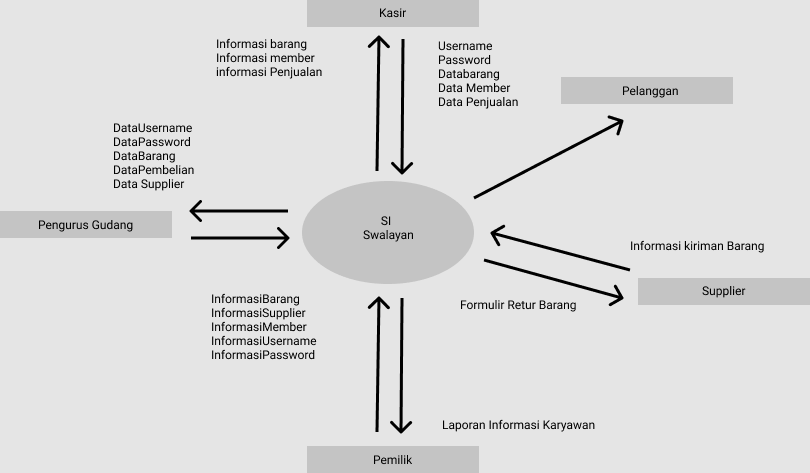 Kasir
Informasi barang
Informasi member
informasi Penjualan
Username
Password
Databarang
Data Member
Data Penjualan
Pelanggan
DataUsername
DataPassword
DataBarang
DataPembelian
Data Supplier
Pengurus Gudang
SI
Swalayan
Informasi kiriman Barang
Supplier
Formulir Retur Barang
InformasiBarang
InformasiSupplier
InformasiMember
InformasiUsername
InformasiPassword
Laporan Informasi Karyawan
Pemilik